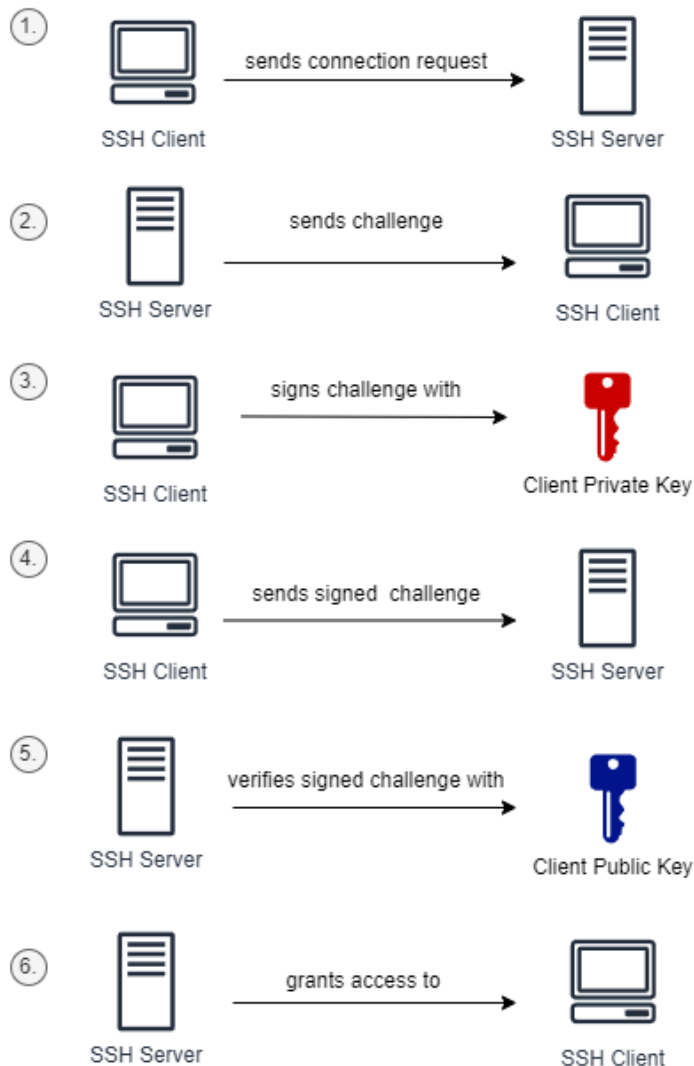 1.
sends connection request
SSH Client
SSH Server
2.
sends challenge
SSH Server
SSH Client
3.
signs challenge with
SSH Client
Client Private Key
4.
sends signed challenge
SSH Client
SSH Server
5.
verifies signed challenge with
SSH Server
Client Public Key
6.
grants access to
SSH Server
SSH Client